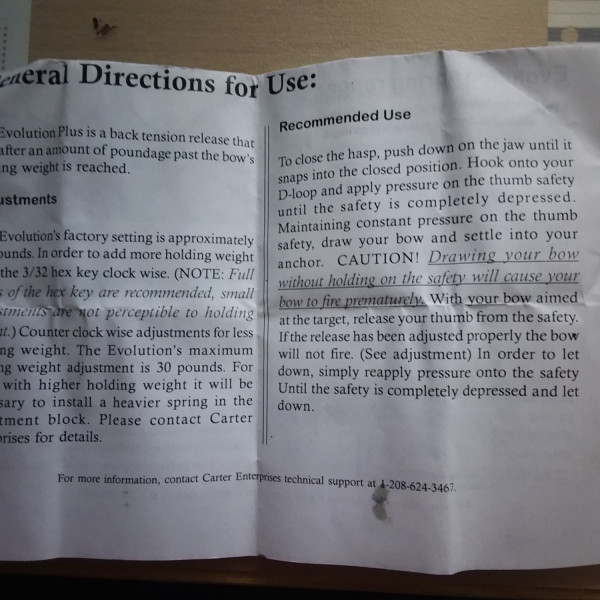 General Directions for Use:
Evolution Plus is a back tension release that
after an amount of poundage past the bow's
ng weight is reached.
ustments
Evolution's factory setting is approximately
ounds. In order to add more holding weight
the 3/32 hex key clock wise. (NOTE: Full
s of the hex key are recommended, small
stments are not perceptible to holding
ht.) Counter clock wise adjustments for less
ng weight. The Evolution's maximum
ng weight adjustment is 30 pounds. For
with higher holding weight it will be
sary to install a heavier spring in the
tment block. Please contact Carter
prises for details.
Recommended Use
To close the hasp, push down on the jaw until it
snaps into the closed position. Hook onto your
D-loop and apply pressure on the thumb safety
until the safety is completely depressed.
Maintaining constant pressure on the thumb
safety, draw your bow and settle into your
anchor. CAUTION! Drawing your bow
without holding on the safety will cause your
bow to fire prematurely. With your bow aimed
at the target, release your thumb from the safety.
If the release has been adjusted properly the bow
will not fire. (See adjustment) In order to let
down, simply reapply pressure onto the safety
Until the safety is completely depressed and let
down.
For more information, contact Carter Enterprises technical support at 1-208-624-3467.